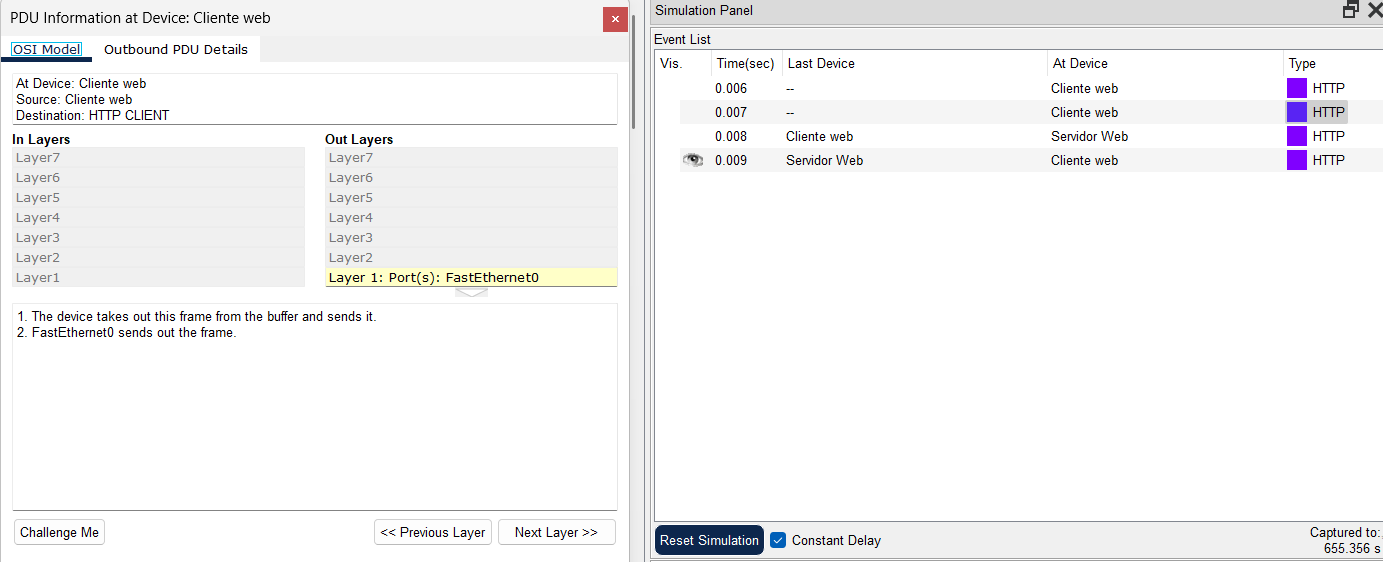 PDU Information at Device: Cliente web
OSI Model Outbound PDU Details
At Device: Cliente web
Source: Cliente web
Destination: HTTP CLIENT
In Layers Out Layers
Layer7 Layer7
Layer6 Layer6
Layer5 Layer5
Layer4 Layer4
Layer3 Layer3
Layer2 Layer2
Layer1 Layer 1: Port(s): FastEthernet0
1. The device takes out this frame from the buffer and sends it.
2. FastEthernet0 sends out the frame.
Challenge Me << Previous Layer Next Layer >>
Simulation Panel
Event List
Vis. Time(sec) Last Device At Device Type
0.006 -- Cliente web HTTP
0.007 -- Cliente web HTTP
0.008 Cliente web Servidor Web HTTP
0.009 Servidor Web Cliente web HTTP
Reset Simulation Constant Delay Captured to:
655.356 s